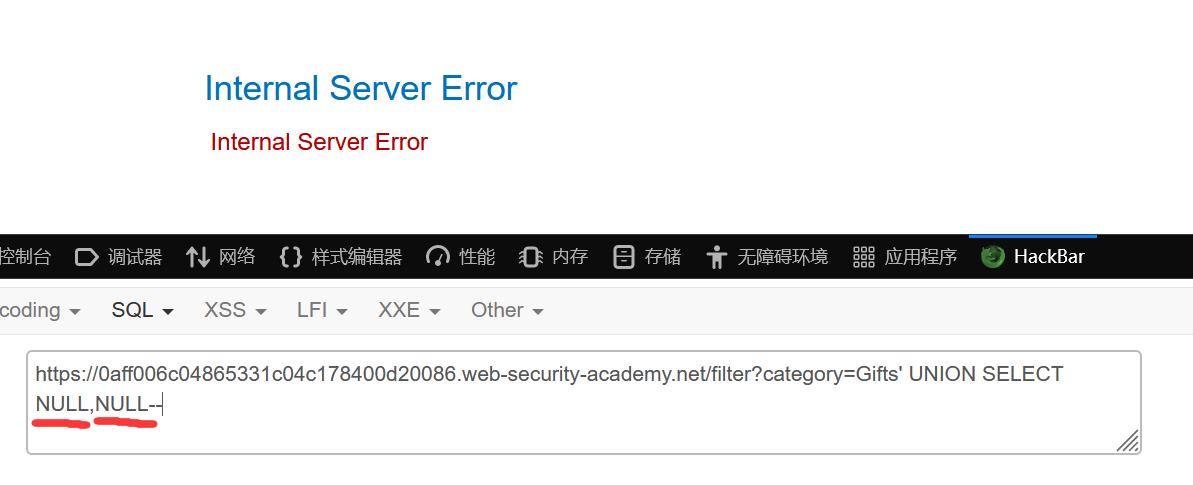 Internal Server Error
Internal Server Error
控制台 调试器 网络 {} 样式编辑器 性能 内存 存储 无障碍环境 应用程序 HackBar
coding SQL XSS LFI XXE Other
https://0aff006c04865331c04c178400d20086.web-security-academy.net/filter?category=Gifts' UNION SELECT
NULL,NULL--